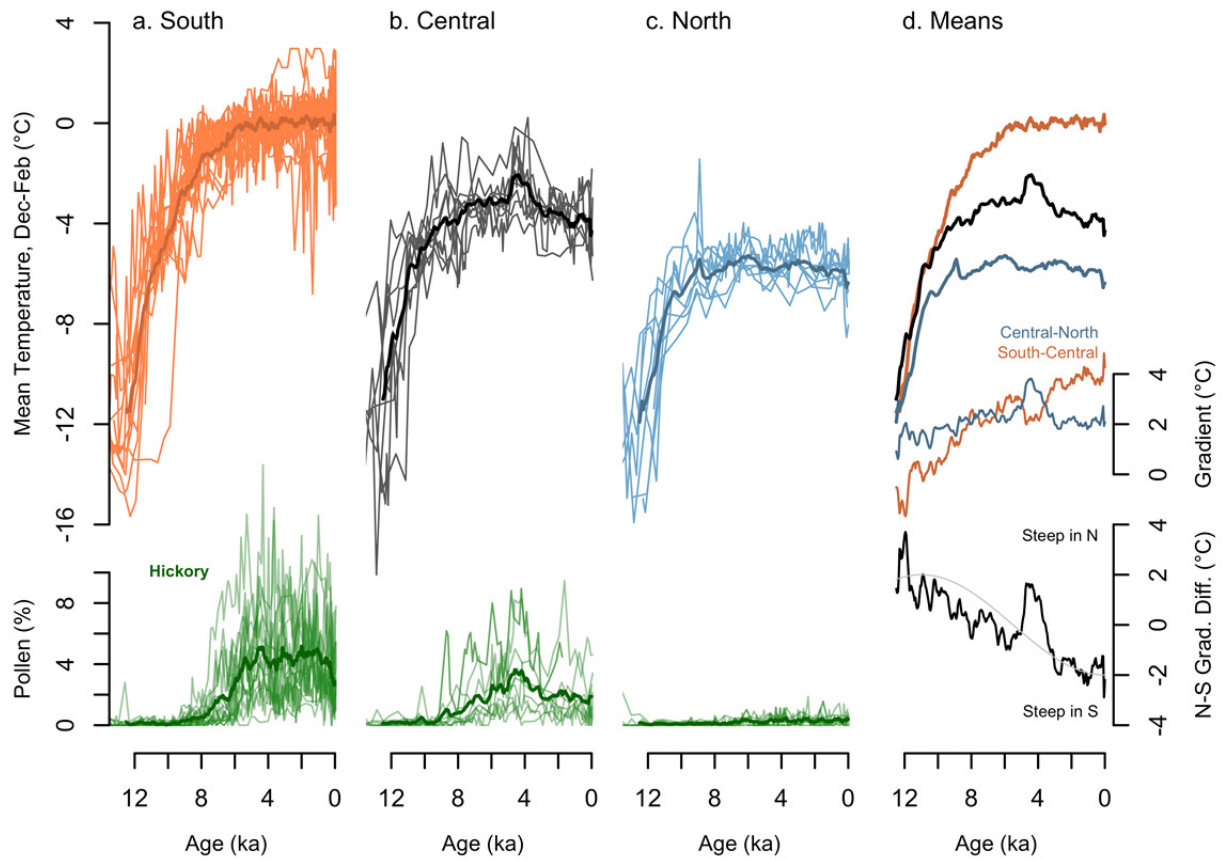 a. South
b. Central
c. North
d. Means
Mean Temperature, Dec-Feb (°C)
4
0
-4
-8
-12
-16
Central-North
South-Central
4
2
0
Gradient (°C)
Hickory
Pollen (%)
8
4
0
Steep in N
Steep in S
4
2
0
-2
-4
N-S Grad. Diff. (°C)
12 8 4 0
12 8 4 0
12 8 4 0
12 8 4 0
Age (ka)
Age (ka)
Age (ka)
Age (ka)